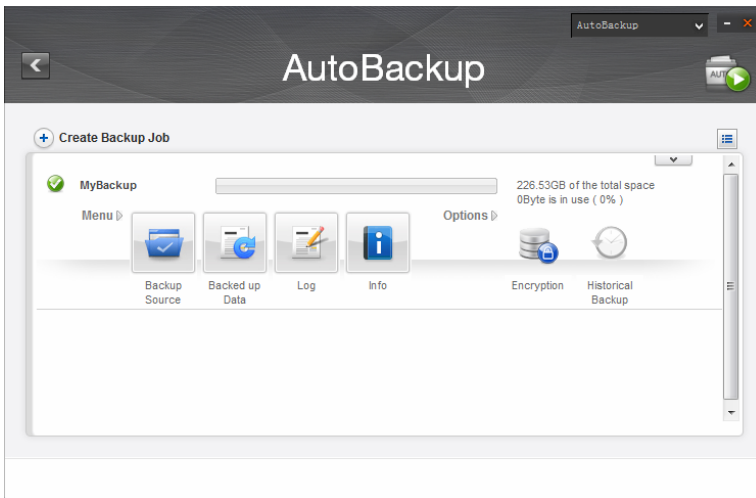 AutoBackup
AutoBackup
AUTO
Create Backup Job
MyBackup
226.53GB of the total space
0Byte is in use ( 0% )
Menu
Options
Backup
Source
Backed up
Data
Log
Info
Encryption
Historical
Backup